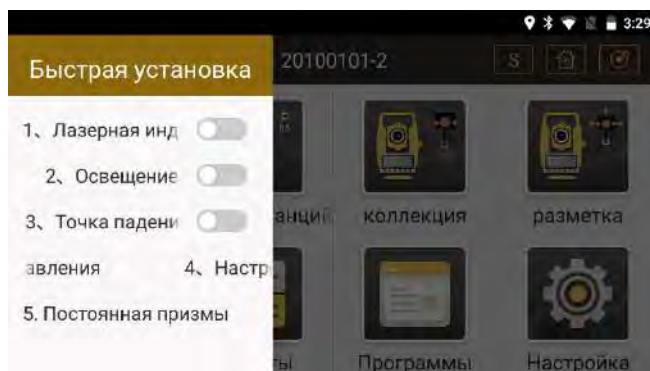 3:29
Быстрая установка
20100101-2
S
1、Лазерная инд
2、Освещение
3、Точка падени
авления 4、Настр
5. Постоянная призмы
анций
коллекция
разметка
ты
Программы
Настройка